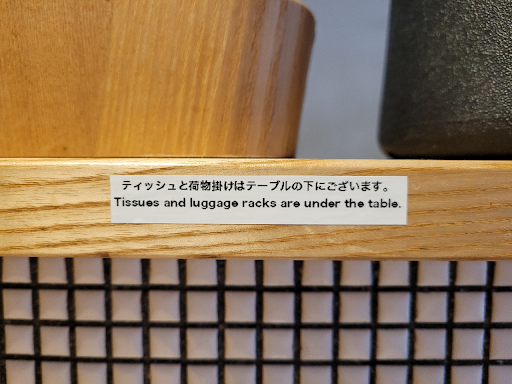 ティッシュと荷物掛けはテーブルの下にございます。
Tissues and luggage racks are under the table.